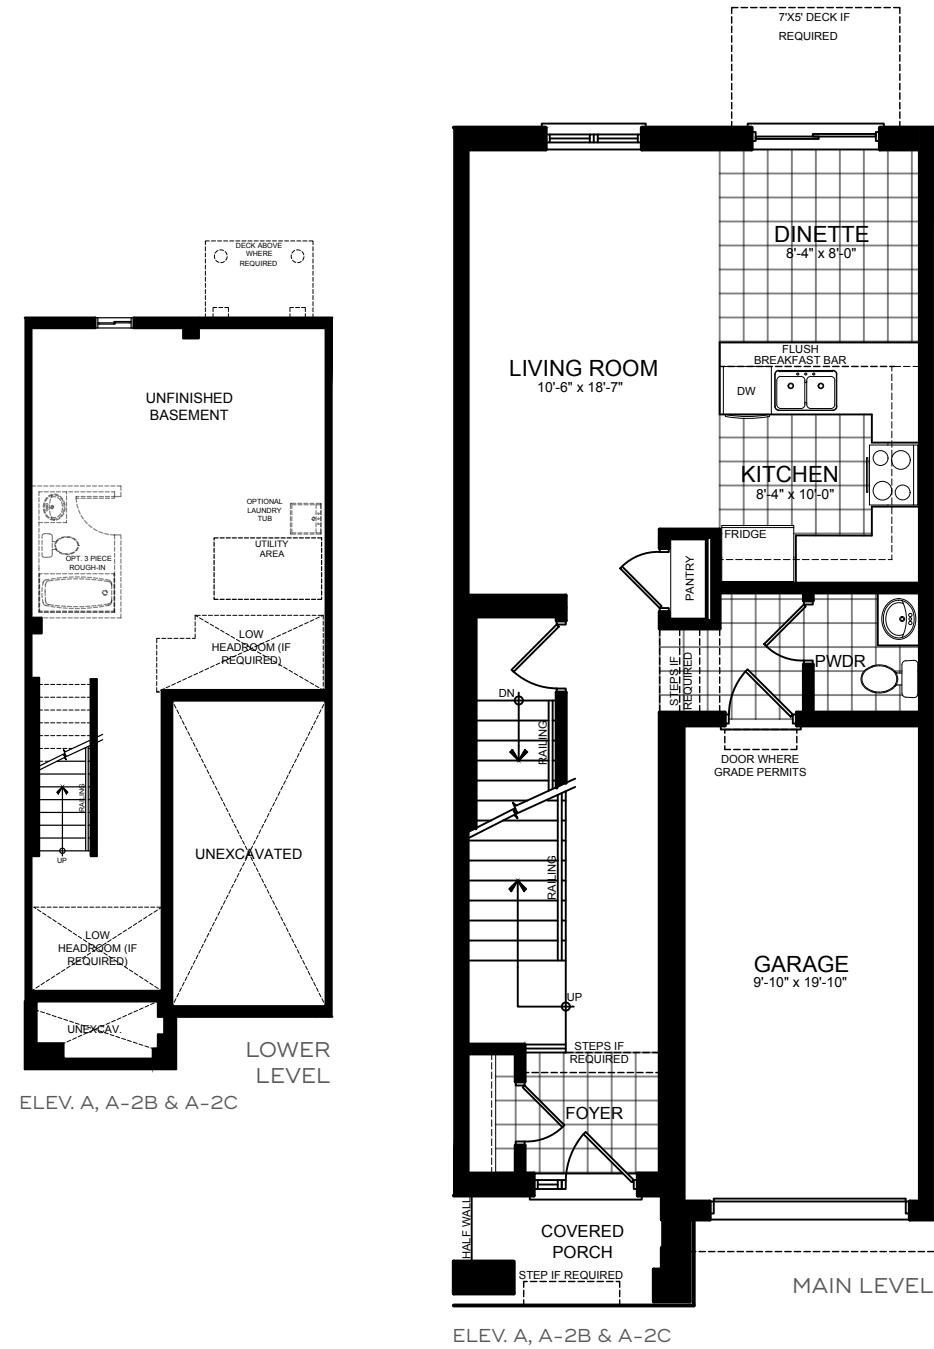 DECK ABOVE
WHERE
REQUIRED
UNFINISHED
BASEMENT
OPTIONAL
LAUNDRY
TUB
UTILITY
AREA
OPT. 3 PIECE
ROUGH-IN
LOW
HEADROOM (IF
REQUIRED)
RAILING
UP
UNEXCAVATED
LOW
HEADROOM (IF
REQUIRED)
UNEXCAV.
LOWER
LEVEL
ELEV. A, A-2B & A-2C
7'X5' DECK IF
REQUIRED
DINETTE
8'-4" x 8'-0"
FLUSH
BREAKFAST BAR
LIVING ROOM
10'-6" x 18'-7"
DW
KITCHEN
8'-4" x 10'-0"
FRIDGE
PANTRY
STEPS IF
REQUIRED
PWDR
DN
RAILING
DOOR WHERE
GRADE PERMITS
RAILING
GARAGE
9'-10" x 19'-10"
UP
STEPS IF
REQUIRED
FOYER
HALF WALL
COVERED
PORCH
STEP IF REQUIRED
MAIN LEVEL
ELEV. A, A-2B & A-2C